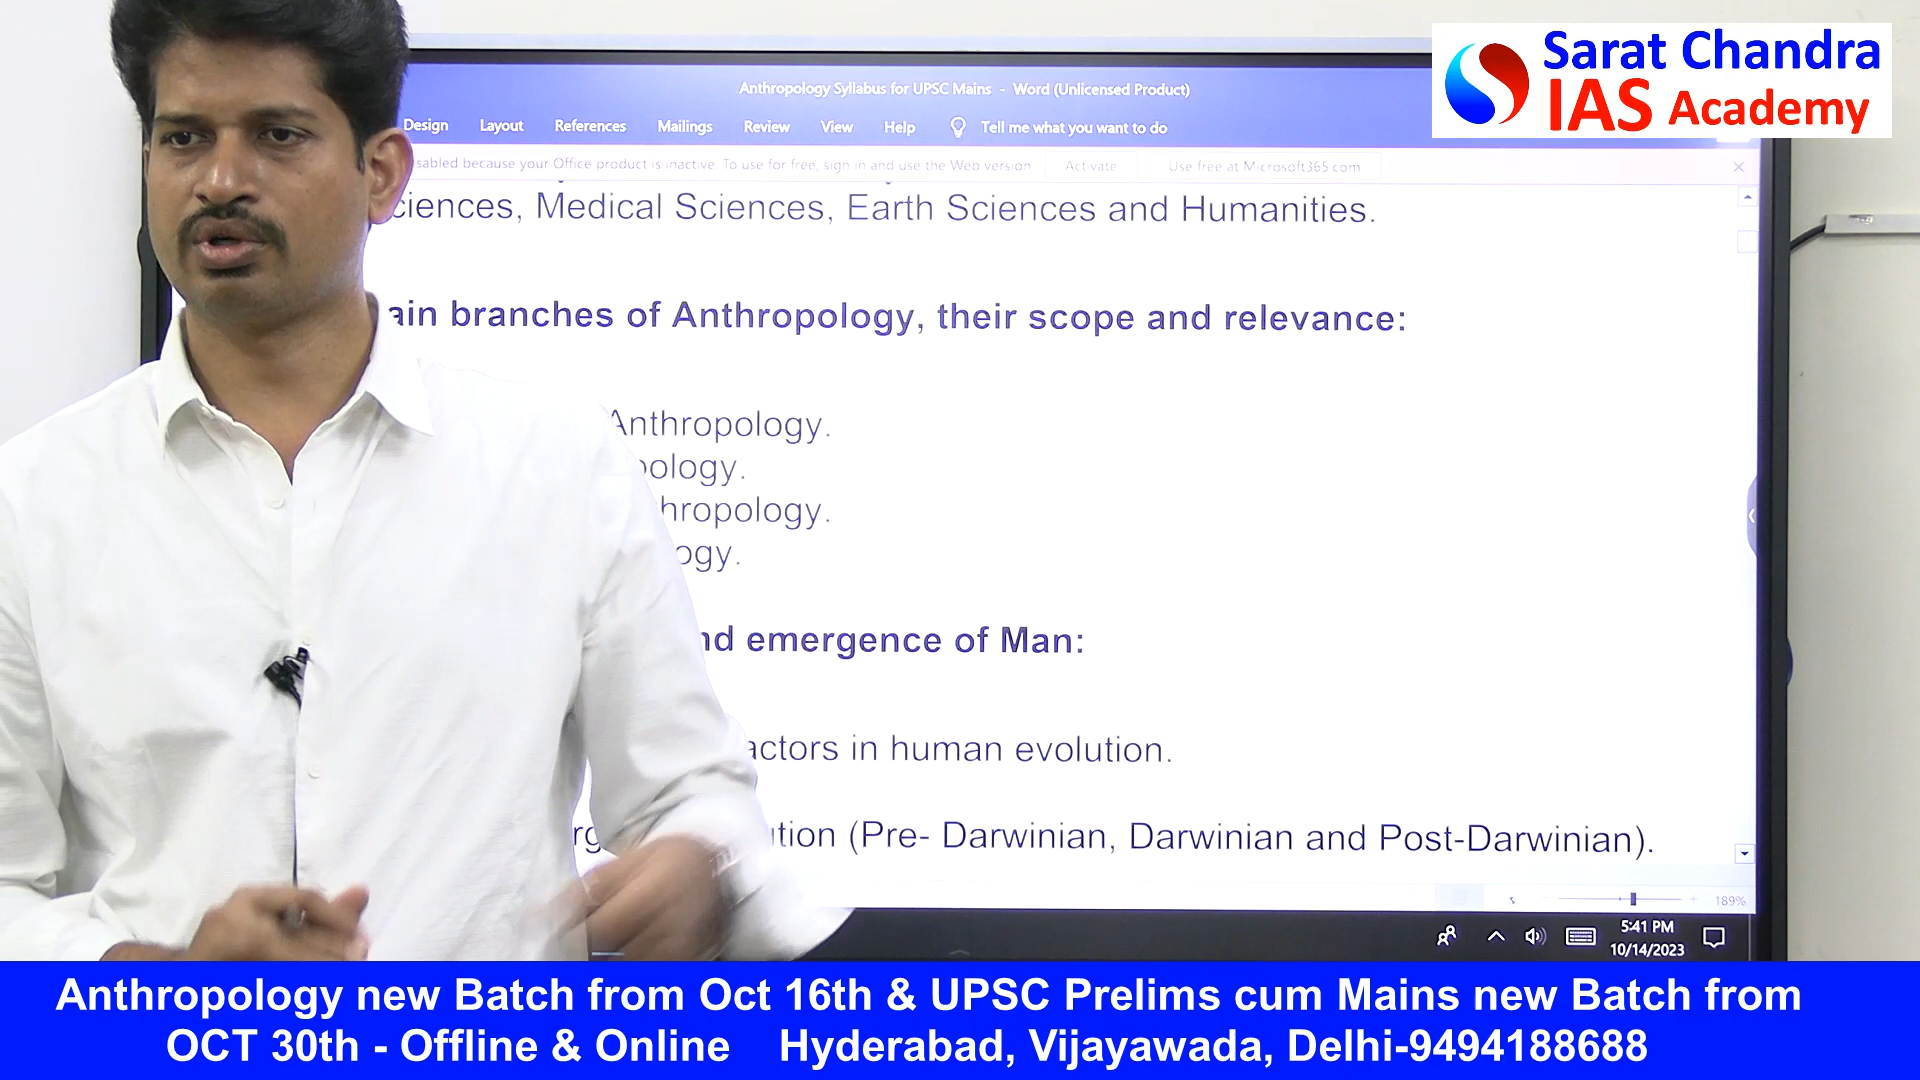 Sarat Chandra
IAS Academy
Anthropology Syllabus for UPSC Mains - Word (Unlicensed Product)
Design Layout References Mailings Review View Help Tell me what you want to do
because your Office product is inactive. To use for free, sign in and use the Web version Activate Use free at Microsoft365.com
ciences, Medical Sciences, Earth Sciences and Humanities.
ain branches of Anthropology, their scope and relevance:
Anthropology.
pology.
hropology.
ogy.
nd emergence of Man:
actors in human evolution.
ution (Pre- Darwinian, Darwinian and Post-Darwinian).
189%
5:41 PM
10/14/2023
Anthropology new Batch from Oct 16th & UPSC Prelims cum Mains new Batch from
OCT 30th - Offline & Online Hyderabad, Vijayawada, Delhi-9494188688